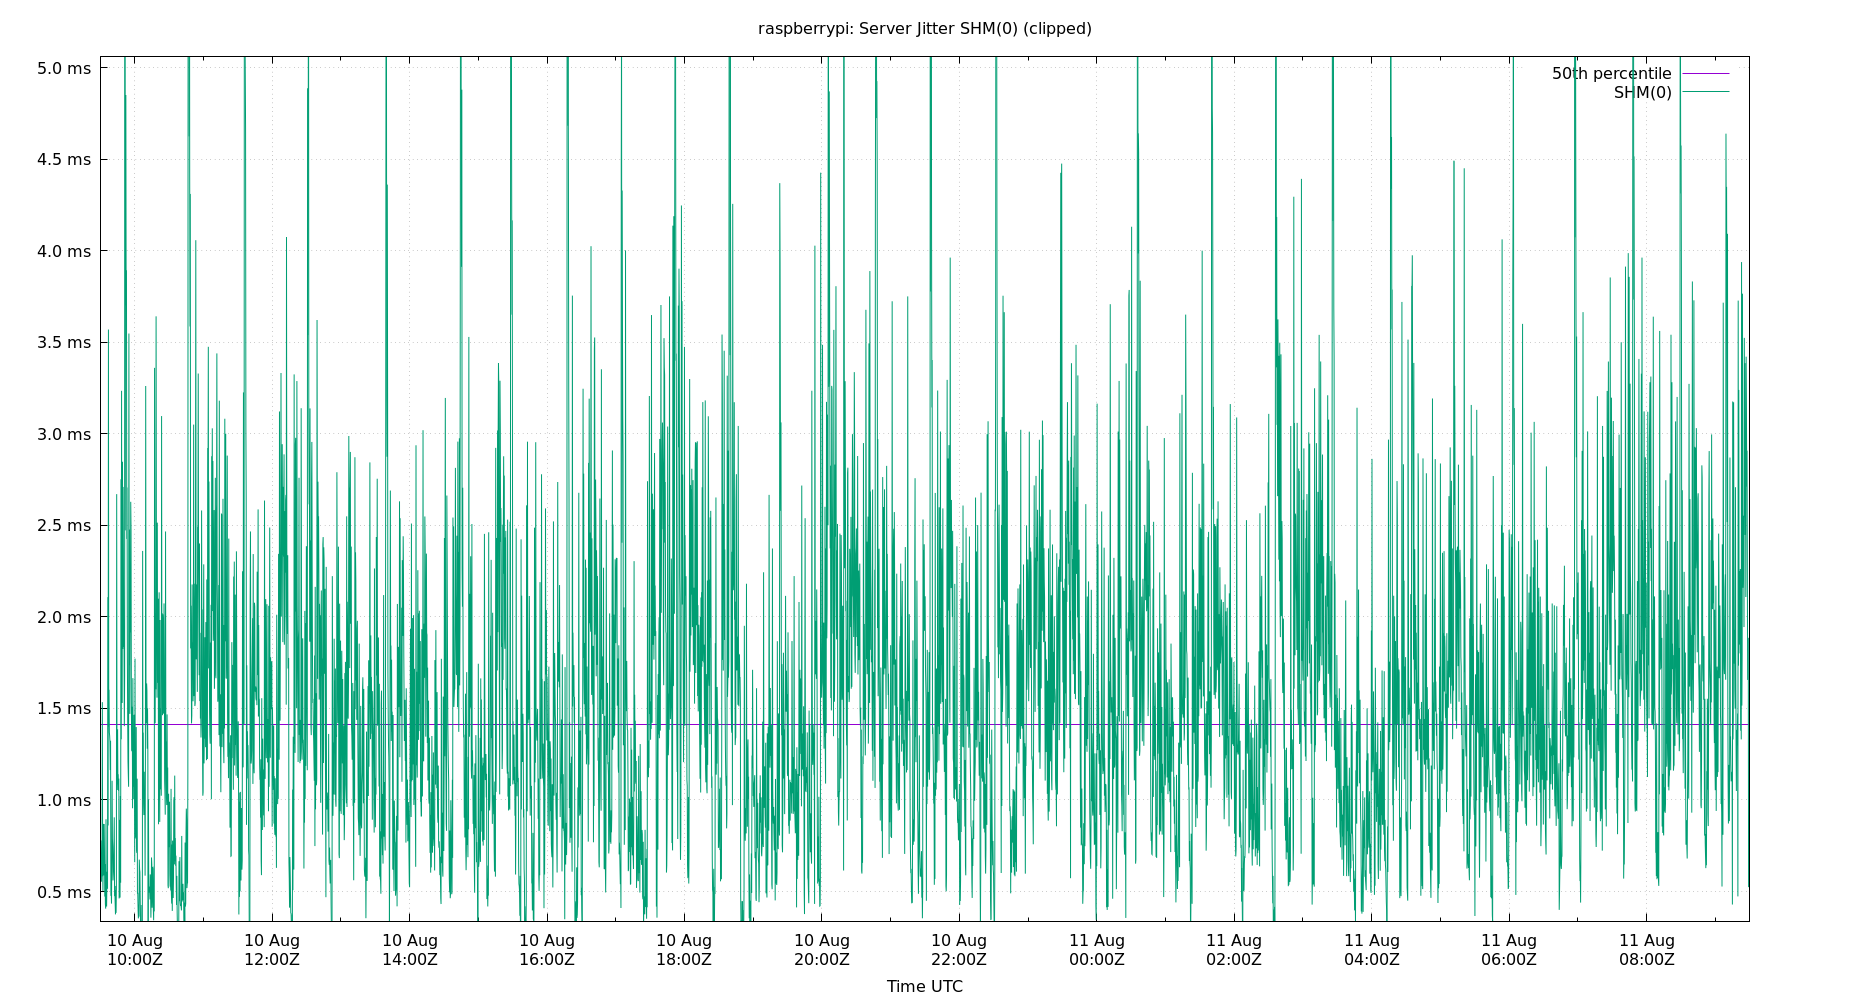 raspberrypi: Server Jitter SHM(0) (clipped)
5.0 ms
50th percentile
SHM(0)
4.5 ms
4.0 ms
3.5 ms
3.0 ms
2.5 ms
2.0 ms
1.5 ms
1.0 ms
0.5 ms
10 Aug 10 Aug 10 Aug 10 Aug 10 Aug 10 Aug 10 Aug 11 Aug 11 Aug 11 Aug 11 Aug 11 Aug
10:00Z 12:00Z 14:00Z 16:00Z 18:00Z 20:00Z 22:00Z 00:00Z 02:00Z 04:00Z 06:00Z 08:00Z
Time UTC